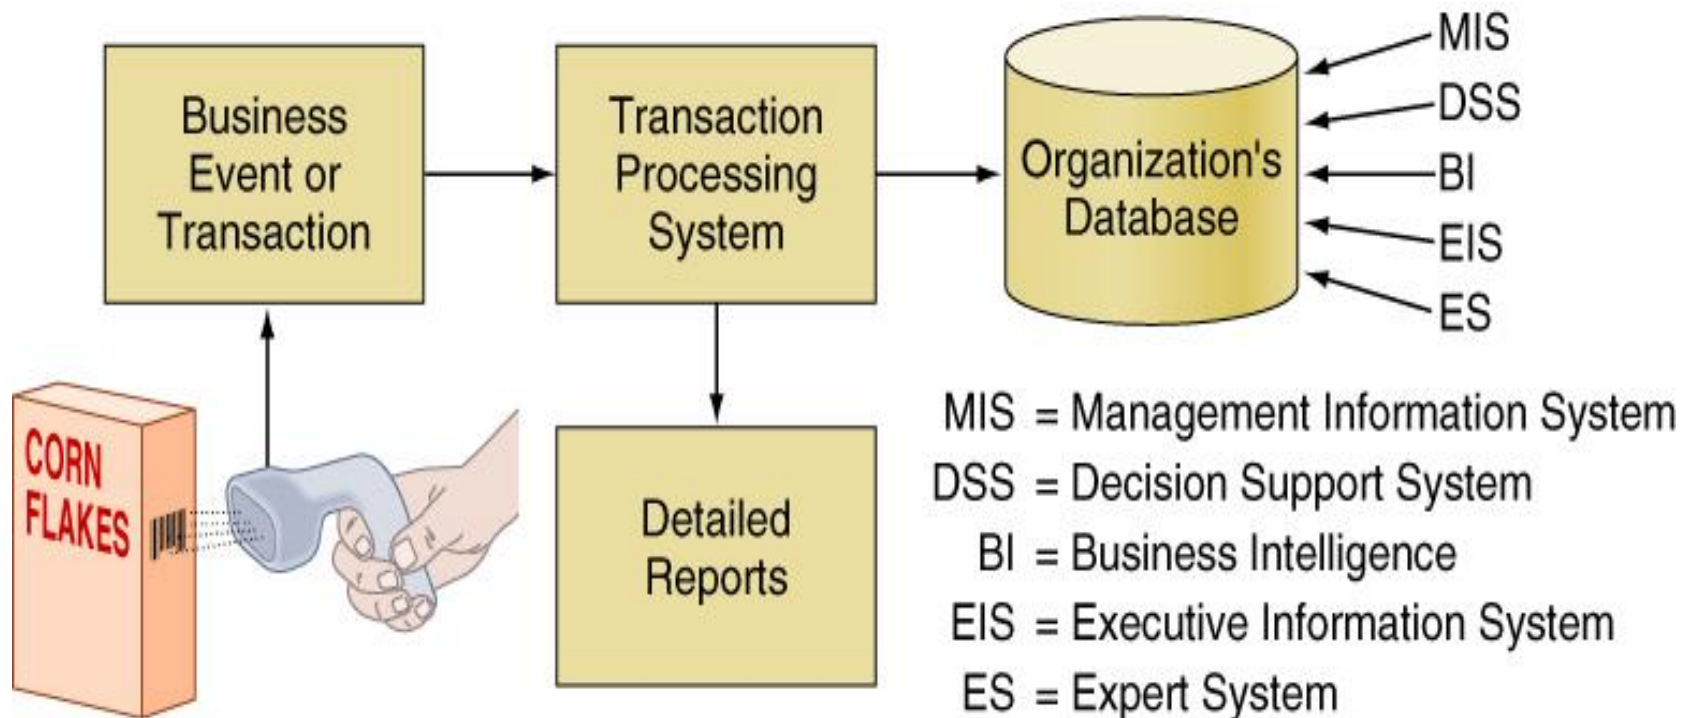 Business
Event or
Transaction
Transaction
Processing
System
Organization's
Database
MIS
DSS
BI
EIS
ES
CORN
FLAKES
Detailed
Reports
MIS = Management Information System
DSS = Decision Support System
BI = Business Intelligence
EIS = Executive Information System
ES = Expert System